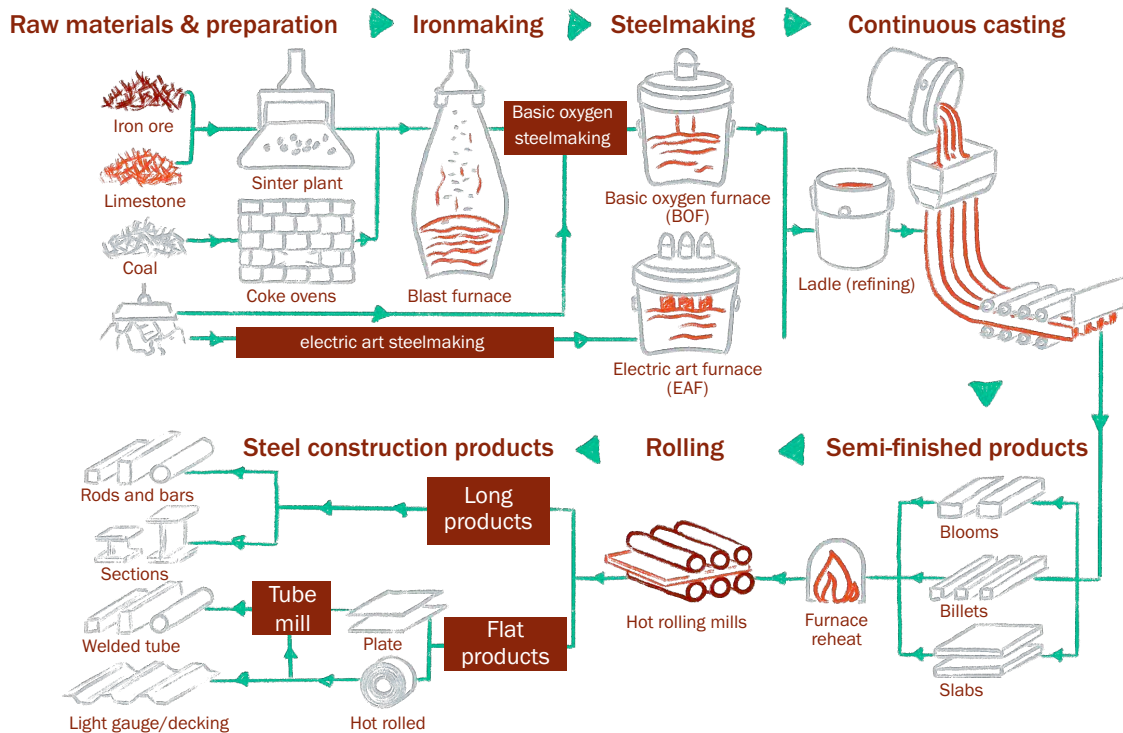 Raw materials & preparation
Ironmaking
Steelmaking
Continuous casting
Iron ore
Limestone
Coal
Sinter plant
Coke ovens
Blast furnace
Basic oxygen
steelmaking
electric art steelmaking
Basic oxygen furnace
(BOF)
Electric art furnace
(EAF)
Ladle (refining)
Steel construction products
Rolling
Semi-finished products
Rods and bars
Sections
Welded tube
Light gauge/decking
Long
products
Tube
mill
Plate
Flat
products
Hot rolled
Hot rolling mills
Furnace
reheat
Blooms
Billets
Slabs